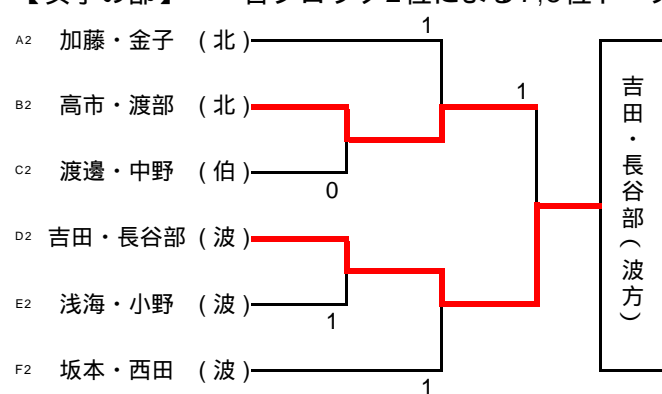 A2 加藤・金子 (北)
1
B2 高市・渡部 (北)
1
C2 渡邊・中野 (伯)
0
D2 吉田・長谷部 (波)
E2 浅海・小野 (波)
1
F2 坂本・西田 (波)
1
吉田・長谷部(波方)